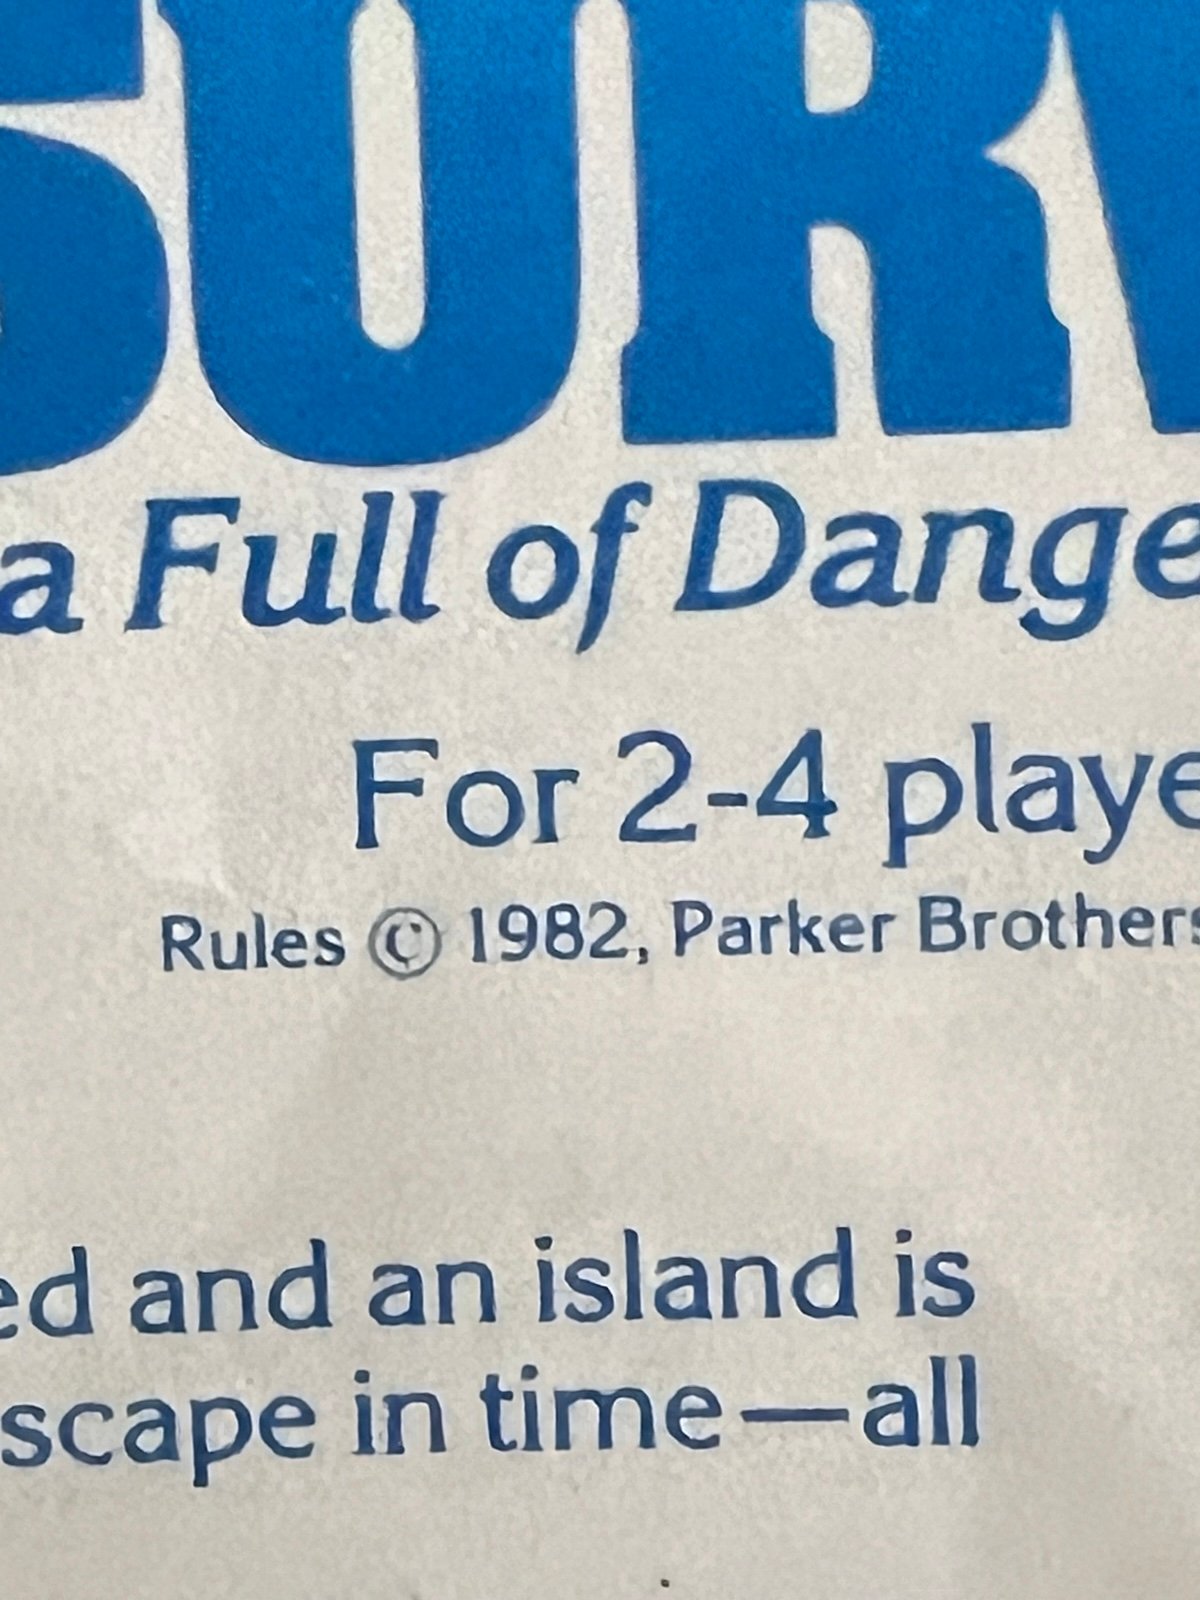 SURV
a Full of Dange
For 2-4 playe
Rules © 1982, Parker Brothers
ed and an island is
scape in time—all